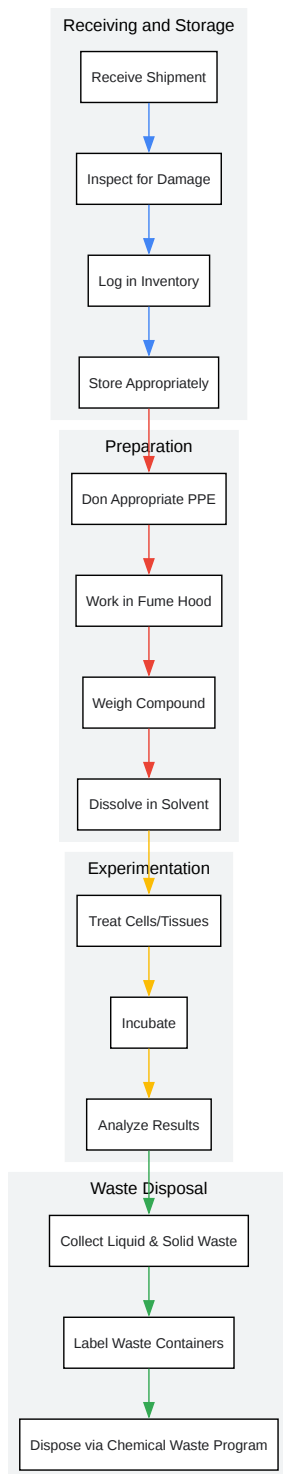 Receiving and Storage
Receive Shipment
Inspect for Damage
Log in Inventory
Store Appropriately
Preparation
Don Appropriate PPE
Work in Fume Hood
Weigh Compound
Dissolve in Solvent
Experimentation
Treat Cells/Tissues
Incubate
Analyze Results
Waste Disposal
Collect Liquid & Solid Waste
Label Waste Containers
Dispose via Chemical Waste Program